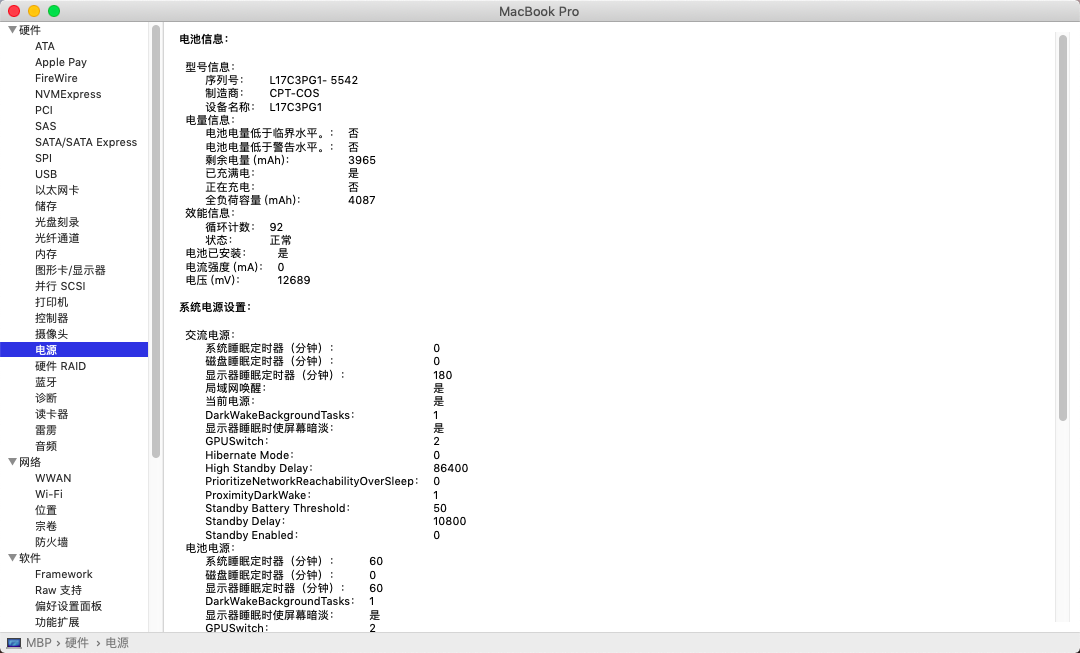 MacBook Pro
硬件
ATA
Apple Pay
FireWire
NVMExpress
PCI
SAS
SATA/SATA Express
SPI
USB
以太网卡
储存
光盘刻录
光纤通道
内存
图形卡/显示器
并行 SCSI
打印机
控制器
摄像头
电源
硬件 RAID
蓝牙
诊断
读卡器
雷雳
音频
网络
WWAN
Wi-Fi
位置
宗卷
防火墙
软件
Framework
Raw 支持
偏好设置面板
功能扩展
电池信息：
型号信息：
序列号： L17C3PG1- 5542
制造商： CPT-COS
设备名称： L17C3PG1
电量信息：
电池电量低于临界水平。： 否
电池电量低于警告水平。： 否
剩余电量 (mAh)： 3965
已充满电： 是
正在充电： 否
全负荷容量 (mAh)： 4087
效能信息：
循环计数： 92
状态： 正常
电池已安装： 是
电流强度 (mA)： 0
电压 (mV)： 12689
系统电源设置：
交流电源：
系统睡眠定时器（分钟）： 0
磁盘睡眠定时器（分钟）： 0
显示器睡眠定时器（分钟）： 180
局域网唤醒： 是
当前电源： 是
DarkWakeBackgroundTasks： 1
显示器睡眠时使屏幕暗淡： 是
GPUSwitch： 2
Hibernate Mode： 0
High Standby Delay： 86400
PrioritizeNetworkReachabilityOverSleep： 0
ProximityDarkWake： 1
Standby Battery Threshold： 50
Standby Delay： 10800
Standby Enabled： 0
电池电源：
系统睡眠定时器（分钟）： 60
磁盘睡眠定时器（分钟）： 0
显示器睡眠定时器（分钟）： 60
DarkWakeBackgroundTasks： 1
显示器睡眠时使屏幕暗淡： 是
GPUSwitch： 2
MBP › 硬件 › 电源